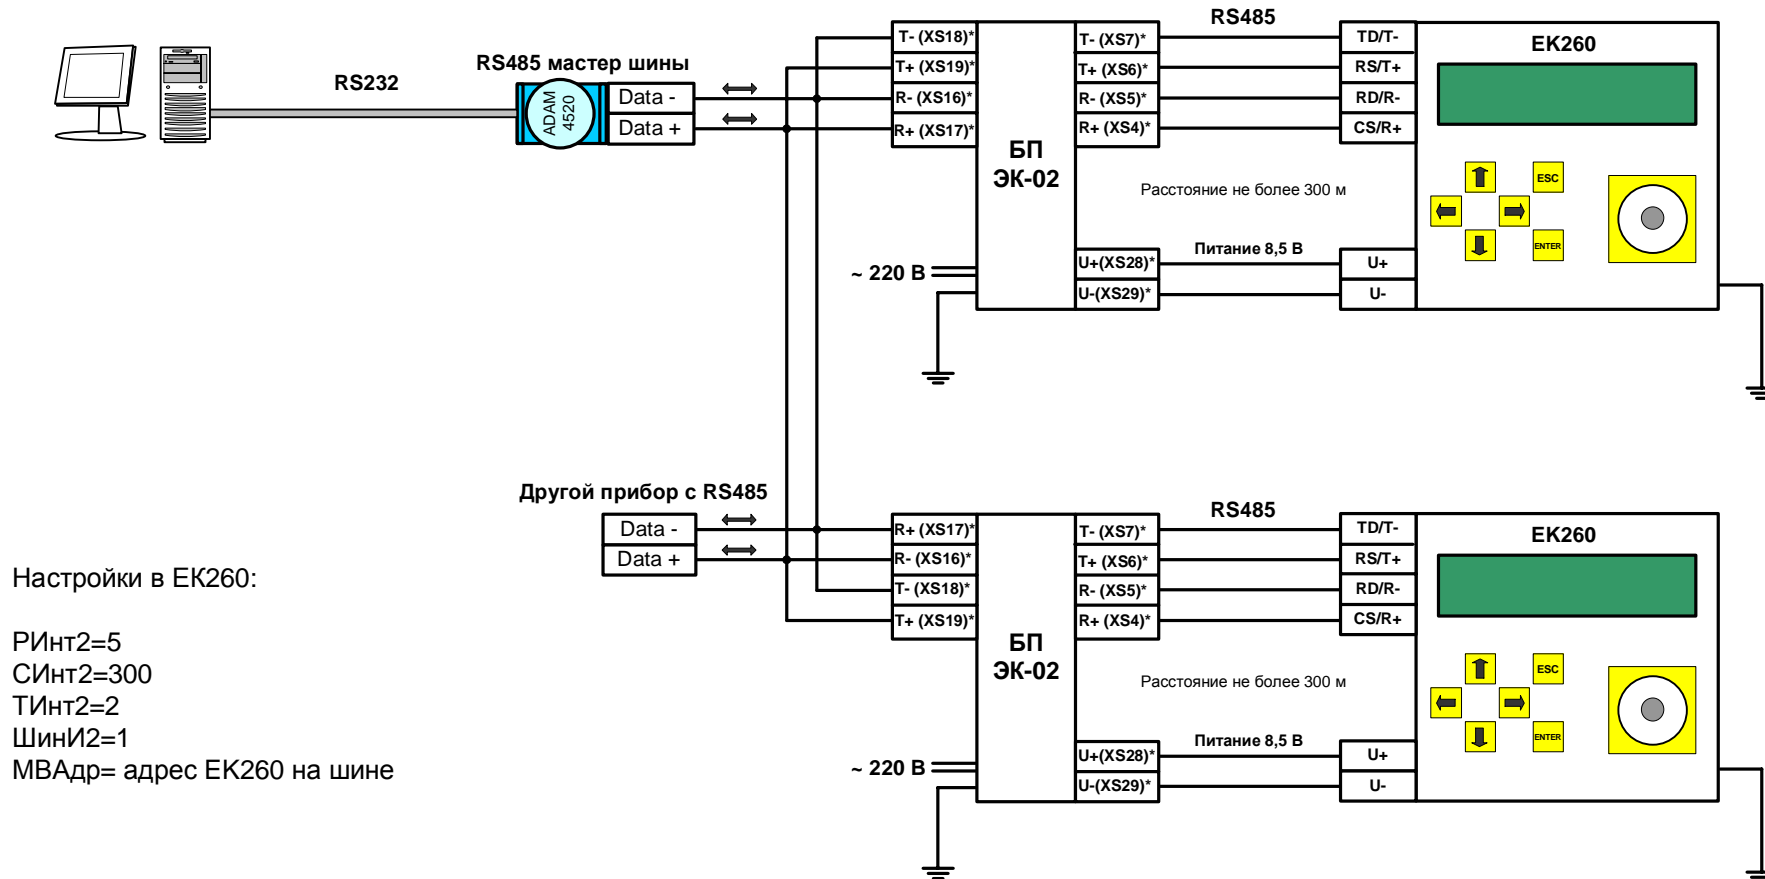 RS232
RS485 мастер шины
ADAM
4520
Data -
Data +
T- (XS18)*
T+ (XS19)*
R- (XS16)*
R+ (XS17)*
БП
ЭК-02
~ 220 В
T- (XS7)*
T+ (XS6)*
R- (XS5)*
R+ (XS4)*
U+(XS28)*
U-(XS29)*
RS485
Расстояние не более 300 м
Питание 8,5 В
TD/T-
RS/T+
RD/R-
CS/R+
U+
U-
EK260
ESC
ENTER
Другой прибор с RS485
Data -
Data +
R+ (XS17)*
R- (XS16)*
T- (XS18)*
T+ (XS19)*
БП
ЭК-02
~ 220 В
T- (XS7)*
T+ (XS6)*
R- (XS5)*
R+ (XS4)*
U+(XS28)*
U-(XS29)*
RS485
Расстояние не более 300 м
Питание 8,5 В
TD/T-
RS/T+
RD/R-
CS/R+
U+
U-
EK260
ESC
ENTER
Настройки в ЕК260:
РИнт2=5
СИнт2=300
ТИнт2=2
ШинИ2=1
МВАдр= адрес EK260 на шине